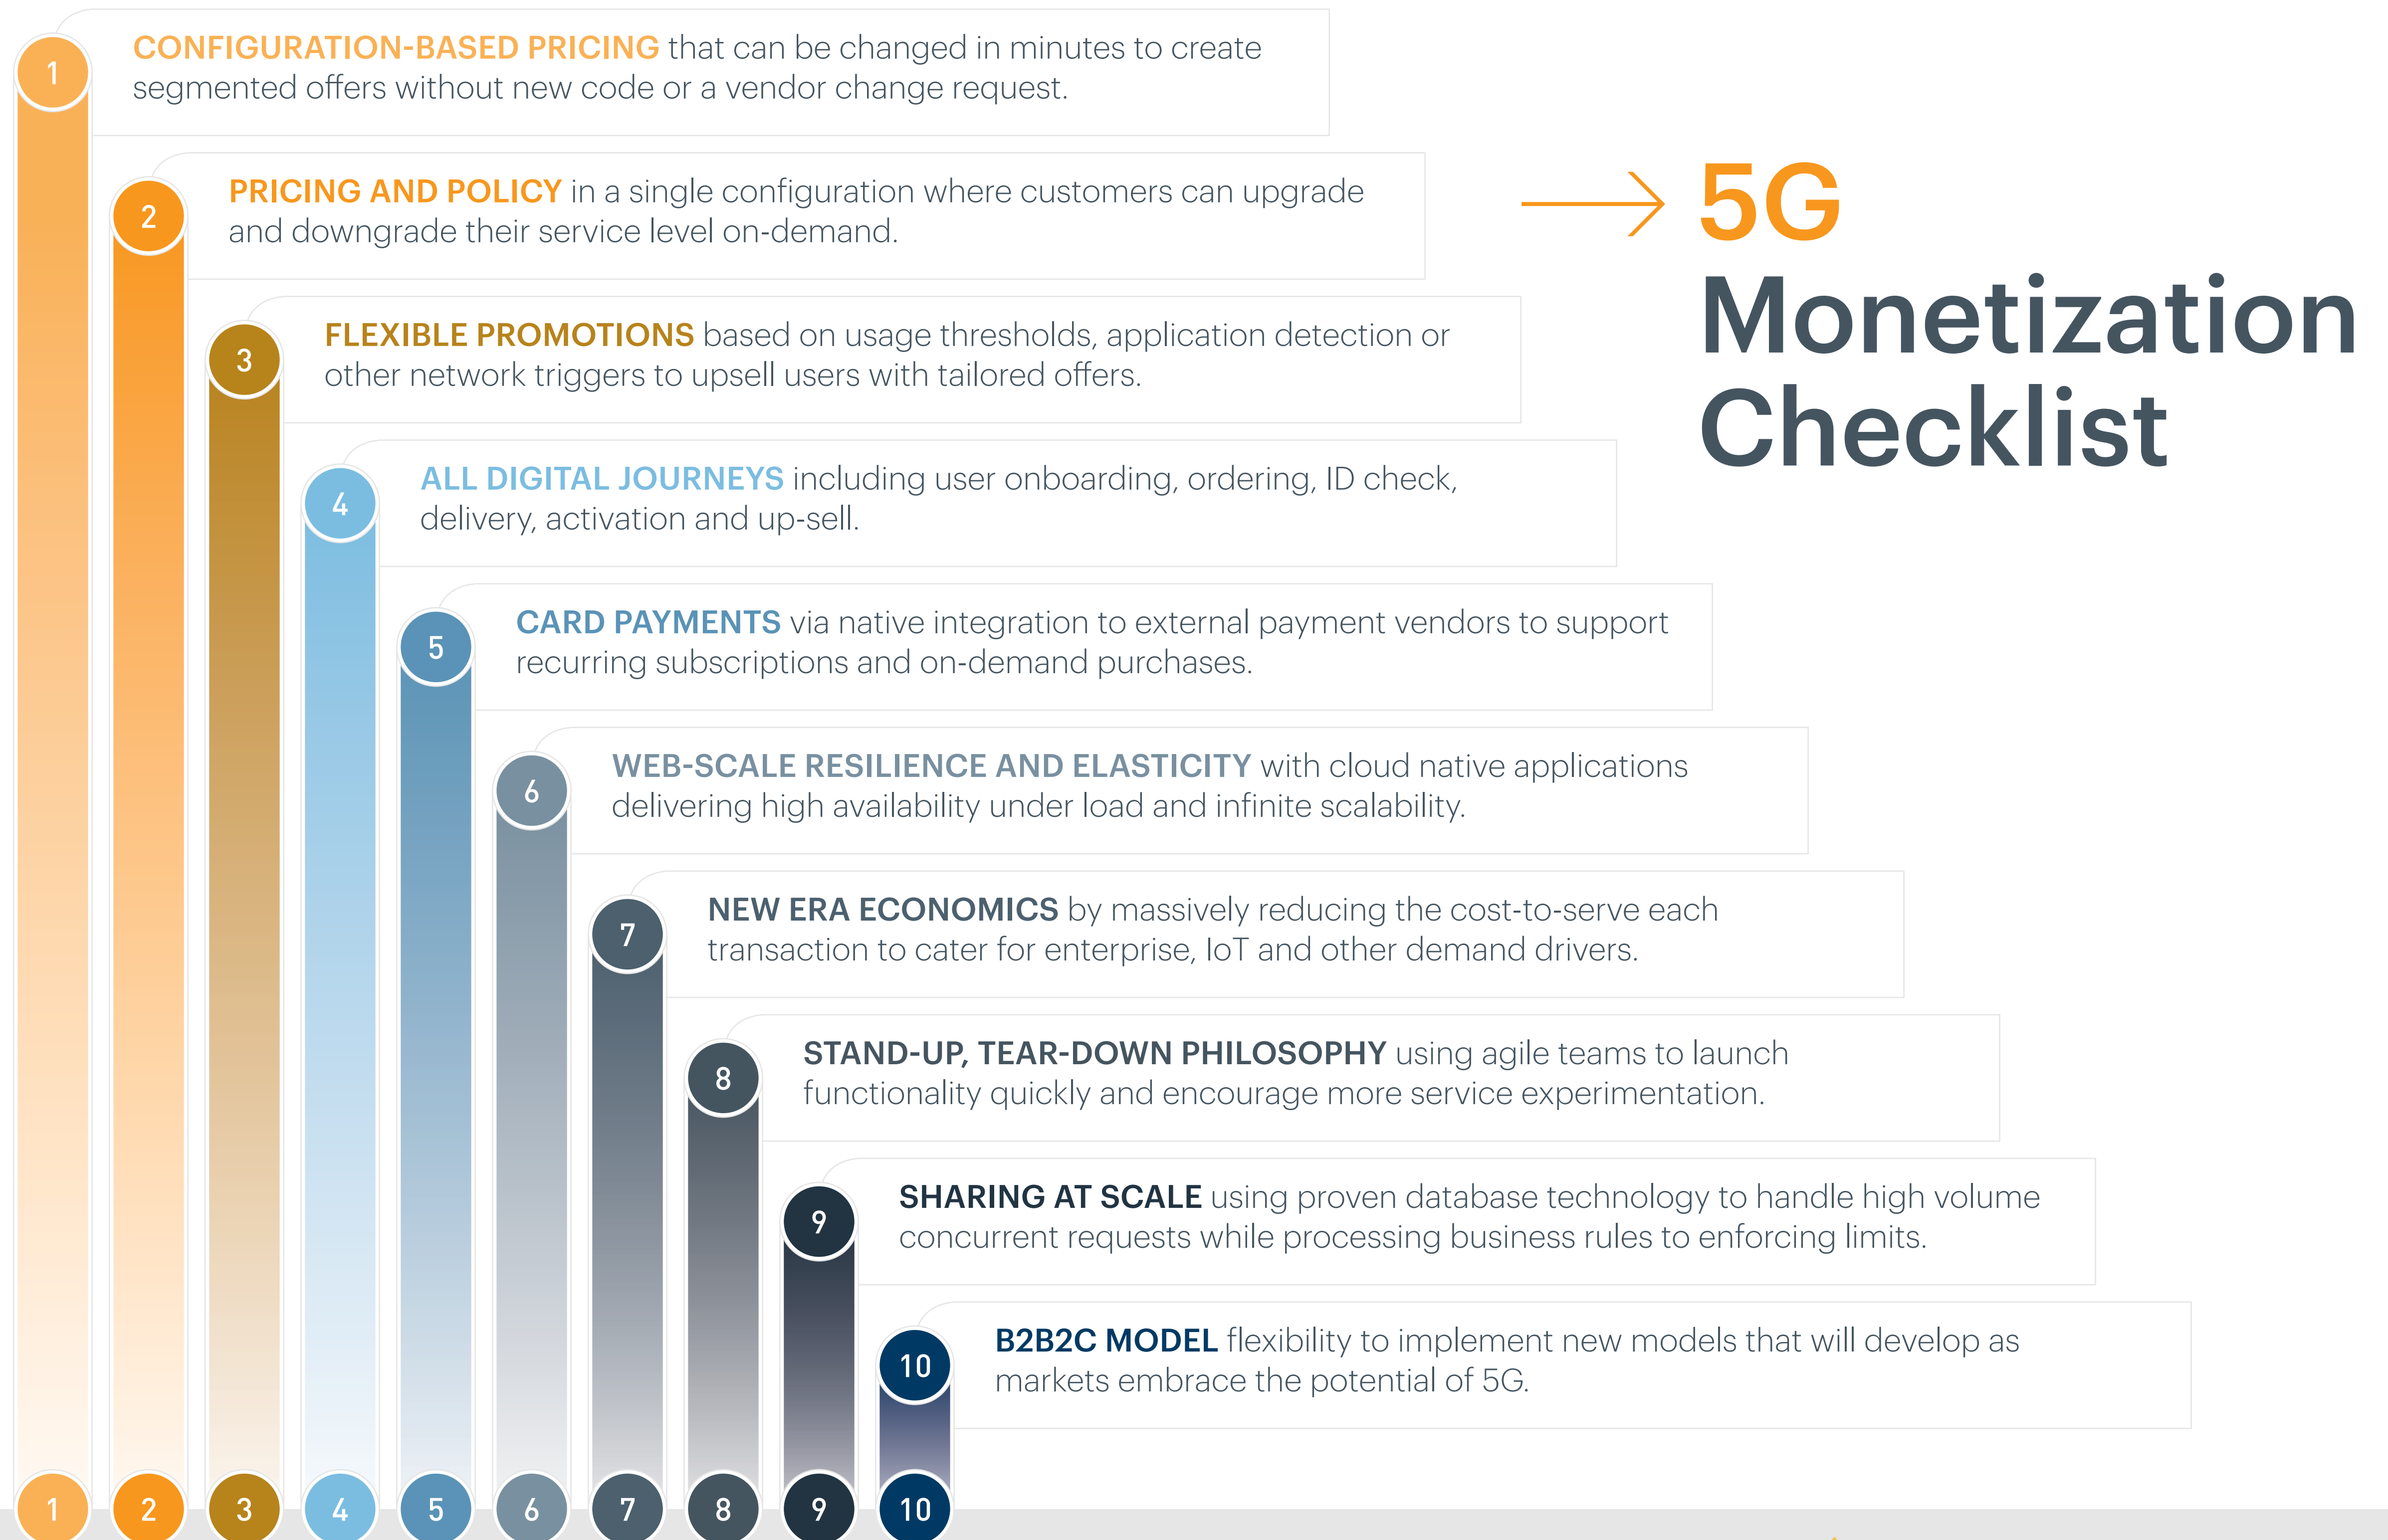 1
CONFIGURATION-BASED PRICING that can be changed in minutes to create
segmented offers without new code or a vendor change request.
2
PRICING AND POLICY in a single configuration where customers can upgrade
and downgrade their service level on-demand.
5G
Monetization
Checklist
3
FLEXIBLE PROMOTIONS based on usage thresholds, application detection or
other network triggers to upsell users with tailored offers.
4
ALL DIGITAL JOURNEYS including user onboarding, ordering, ID check,
delivery, activation and up-sell.
5
CARD PAYMENTS via native integration to external payment vendors to support
recurring subscriptions and on-demand purchases.
6
WEB-SCALE RESILIENCE AND ELASTICITY with cloud native applications
delivering high availability under load and infinite scalability.
7
NEW ERA ECONOMICS by massively reducing the cost-to-serve each
transaction to cater for enterprise, IoT and other demand drivers.
8
STAND-UP, TEAR-DOWN PHILOSOPHY using agile teams to launch
functionality quickly and encourage more service experimentation.
9
SHARING AT SCALE using proven database technology to handle high volume
concurrent requests while processing business rules to enforcing limits.
10
B2B2C MODEL flexibility to implement new models that will develop as
markets embrace the potential of 5G.
1 2 3 4 5 6 7 8 9 10